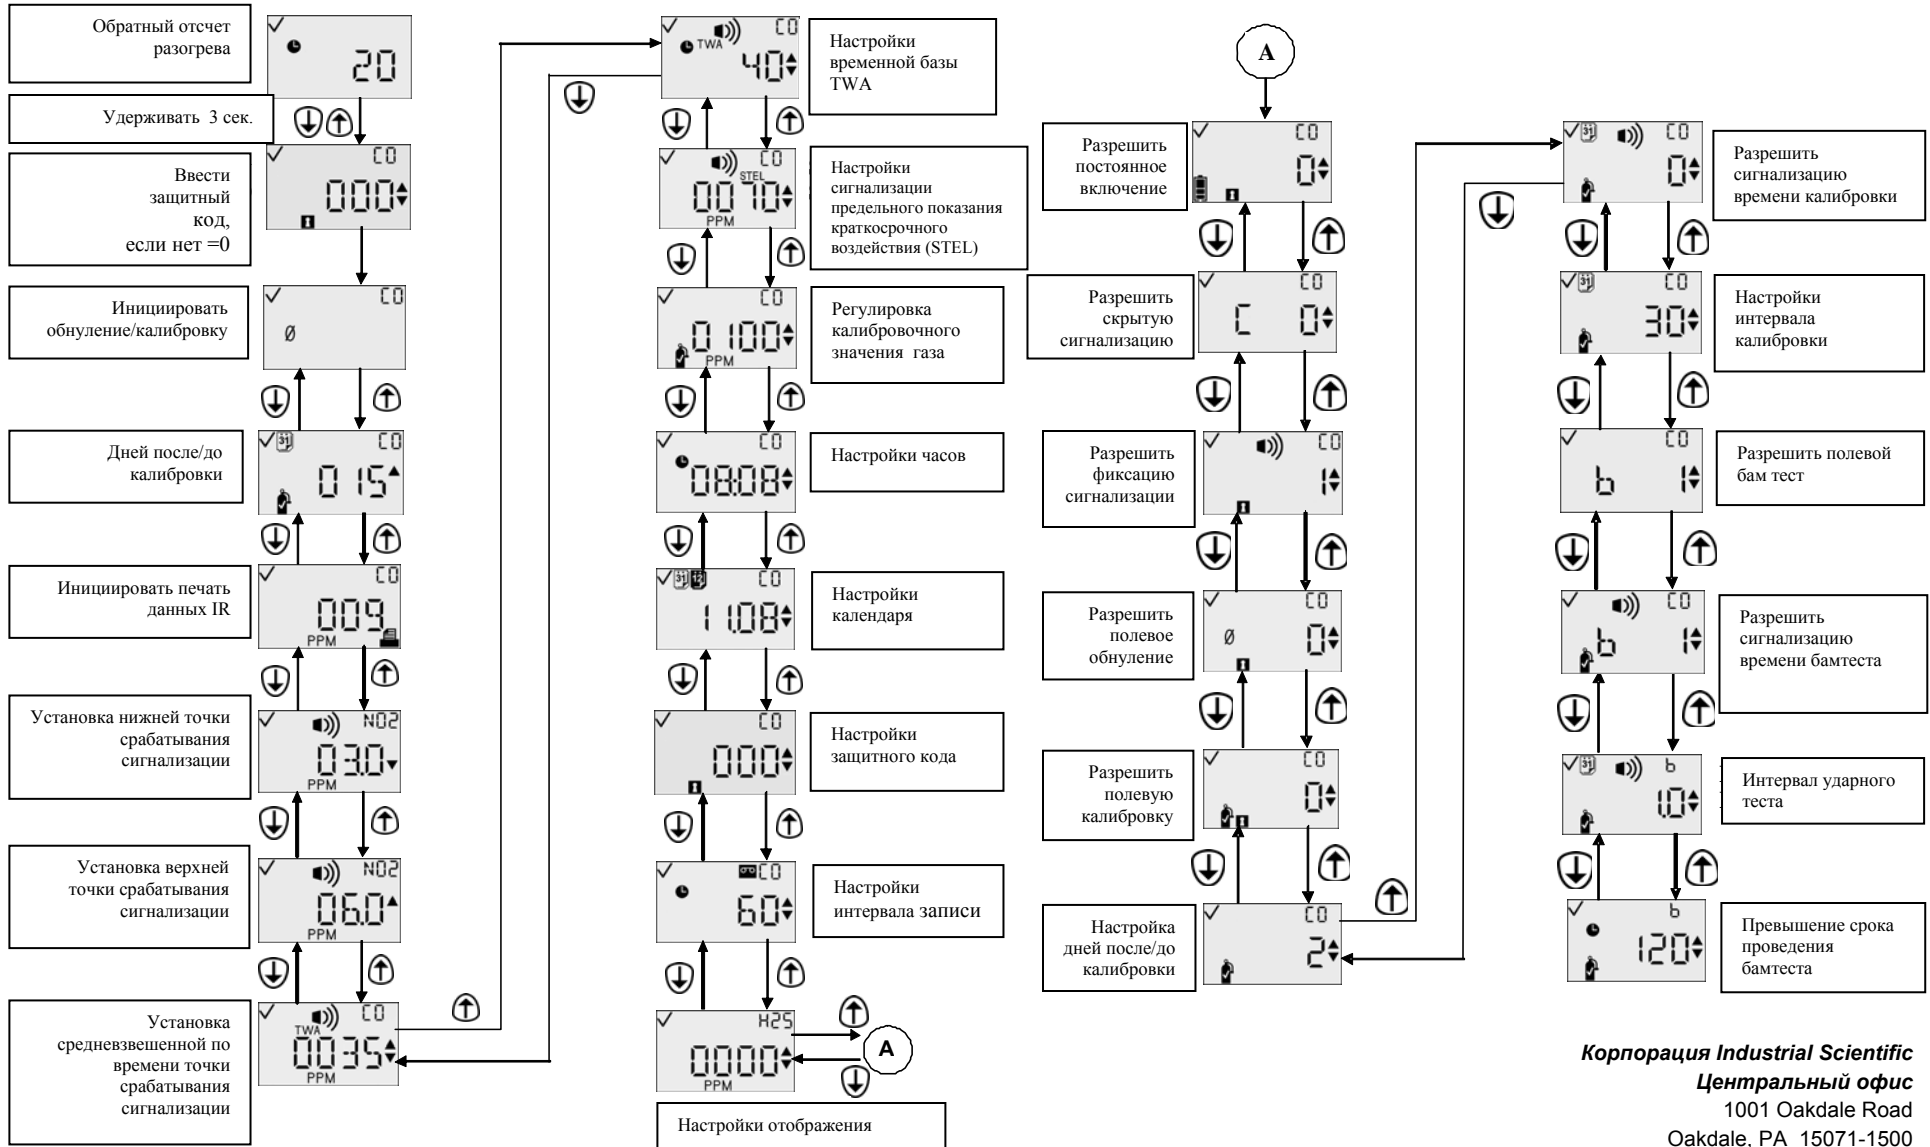 Обратный отсчет
разогрева
20
Удерживать 3 сек.
CO
000
Ввести
защитный
код,
если нет =0
CO
Ø
Инициировать
обнуление/калибровку
31
CO
015
Дней после/до
калибровки
CO
009
PPM
Инициировать печать
данных IR
NO2
03.0
PPM
Установка нижней точки
срабатывания
сигнализации
NO2
06.0
PPM
Установка верхней
точки срабатывания
сигнализации
CO
TWA
0035
PPM
Установка
средневзвешенной по
времени точки
срабатывания
сигнализации
TWA
CO
40
Настройки
временной базы
TWA
CO
STEL
0070
PPM
Настройки
сигнализации
предельного показания
краткосрочного
воздействия (STEL)
CO
0100
PPM
Регулировка
калибровочного
значения газа
CO
08:08
Настройки часов
31 12 CO
11.08
Настройки
календаря
CO
000
Настройки
защитного кода
CO
60
Настройки
интервала записи
H2S
0000
PPM
A
Настройки отображения
A
CO
0
Разрешить
постоянное
включение
CO
C 0
Разрешить
скрытую
сигнализацию
CO
1
Разрешить
фиксацию
сигнализации
CO
Ø 0
Разрешить
полевое
обнуление
CO
0
Разрешить
полевую
калибровку
CO
2
Настройка
дней после/до
калибровки
31 CO
0
Разрешить
сигнализацию
времени калибровки
31 CO
30
Настройки
интервала
калибровки
CO
b 1
Разрешить полевой
бам тест
CO
b 1
Разрешить
сигнализацию
времени бамтеста
31 b
1.0
Интервал ударного
теста
b
120
Превышение срока
проведения
бамтеста
Корпорация Industrial Scientific
Центральный офис
1001 Oakdale Road
Oakdale, PA 15071-1500